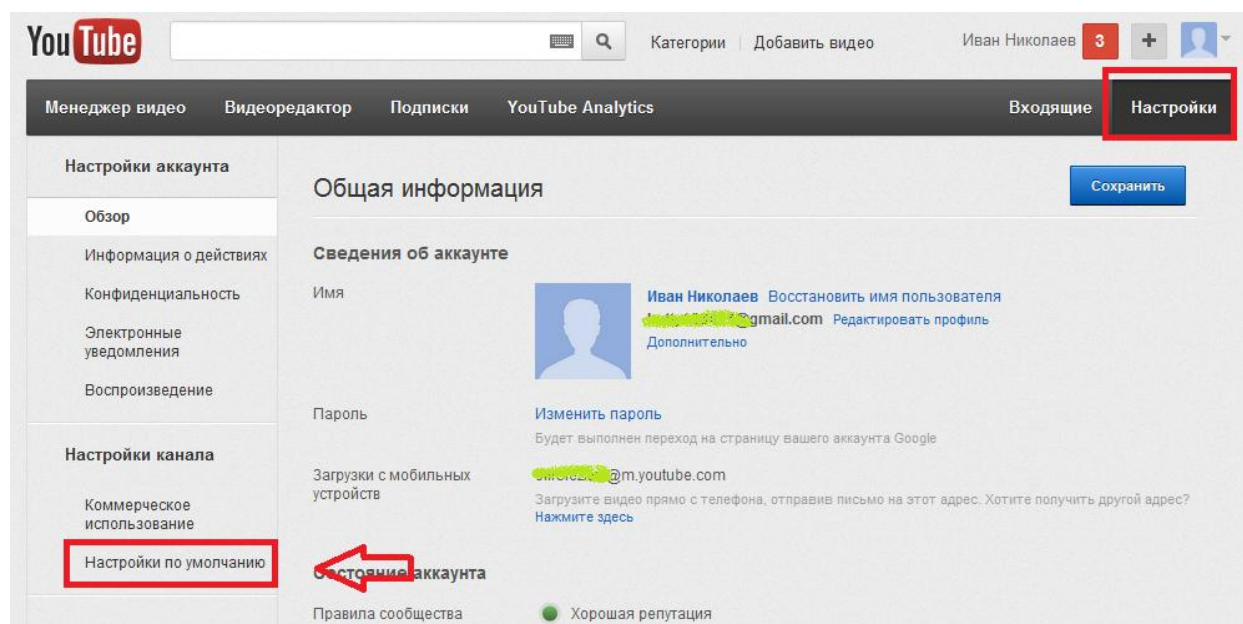 YouTube
Категории Добавить видео Иван Николаев 3 +
Менеджер видео Видеоредактор Подписки YouTube Analytics Входящие Настройки
Настройки аккаунта
Обзор
Информация о действиях
Конфиденциальность
Электронные
уведомления
Воспроизведение
Настройки канала
Коммерческое
использование
Настройки по умолчанию
Общая информация Сохранить
Сведения об аккаунте
Имя
Иван Николаев Восстановить имя пользователя
@gmail.com Редактировать профиль
Дополнительно
Пароль Изменить пароль
Будет выполнен переход на страницу вашего аккаунта Google
Загрузки с мобильных
устройств
@m.youtube.com
Загрузите видео прямо с телефона, отправив письмо на этот адрес. Хотите получить другой адрес?
Нажмите здесь
Состояние аккаунта
Правила сообщества Хорошая репутация